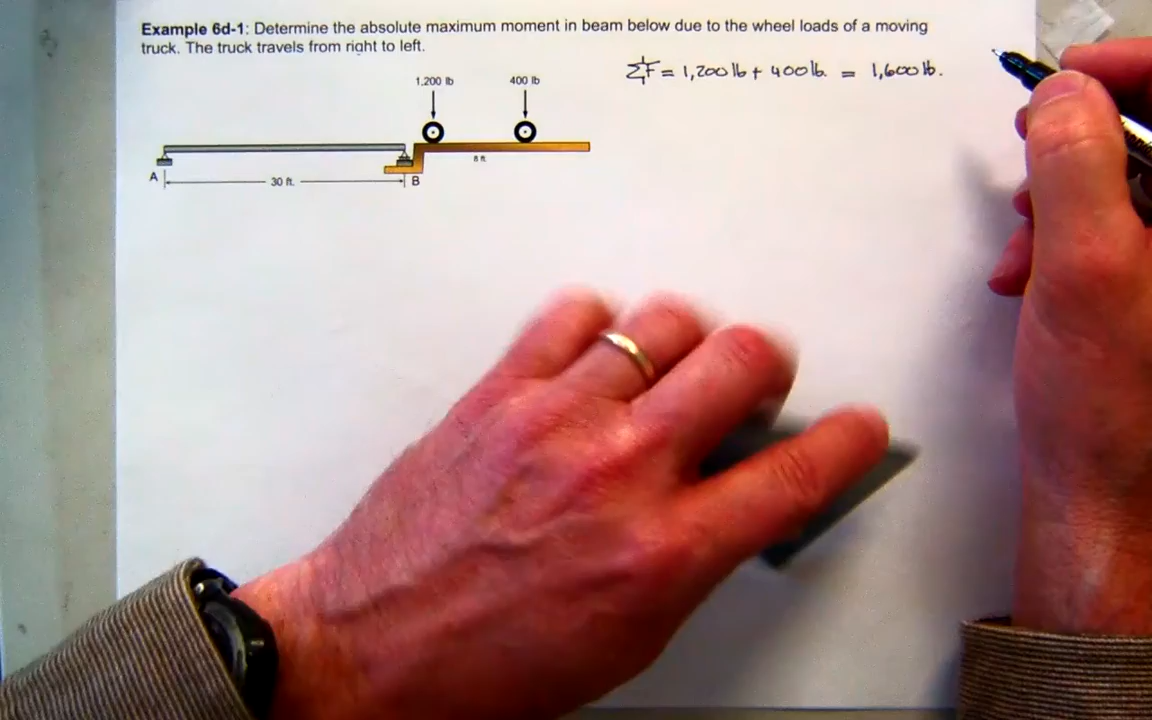 Example 6d-1: Determine the absolute maximum moment in beam below due to the wheel loads of a moving
truck. The truck travels from right to left.
ΣF = 1,200 lb + 400 lb. = 1,600 lb.
1,200 lb 400 lb
A 30 ft. B